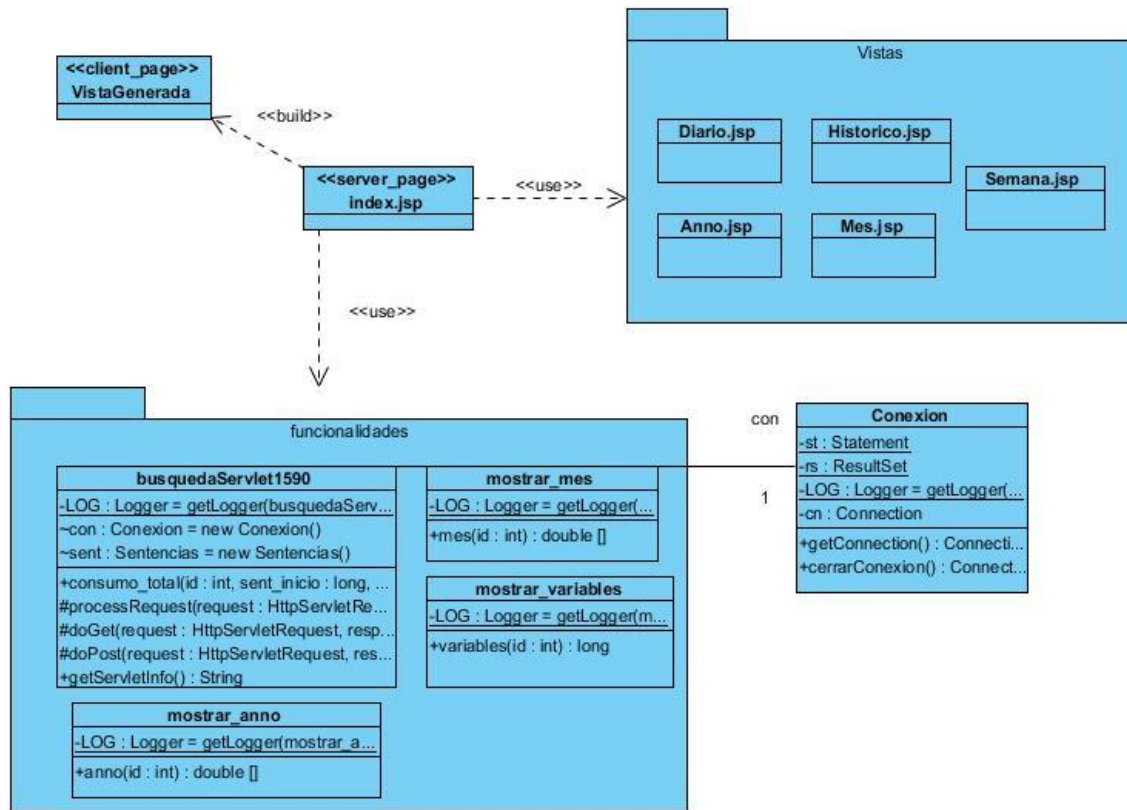 <<client_page>>
VistaGenerada
<<build>>
<<server_page>>
index.jsp
<<use>>
<<use>>
Vistas
Diario.jsp
Historico.jsp
Semana.jsp
Anno.jsp
Mes.jsp
funcionalidades
busquedaServlet1590
-LOG : Logger = getLogger(busquedaServ...
~con : Conexion = new Conexion()
~sent : Sentencias = new Sentencias()
+consumo_total(id : int, sent_inicio : long, ...
#processRequest(request : HttpServletRe...
#doGet(request : HttpServletRequest, resp...
#doPost(request : HttpServletRequest, res...
+getServletInfo() : String
mostrar_mes
-LOG : Logger = getLogger(...
+mes(id : int) : double []
mostrar_variables
-LOG : Logger = getLogger(m...
+variables(id : int) : long
mostrar_anno
-LOG : Logger = getLogger(mostrar_a...
+anno(id : int) : double []
con
1
Conexion
-st : Statement
-rs : ResultSet
-LOG : Logger = getLogger(...
-cn : Connection
+getConnection() : Connecti...
+cerrarConexion() : Connect...